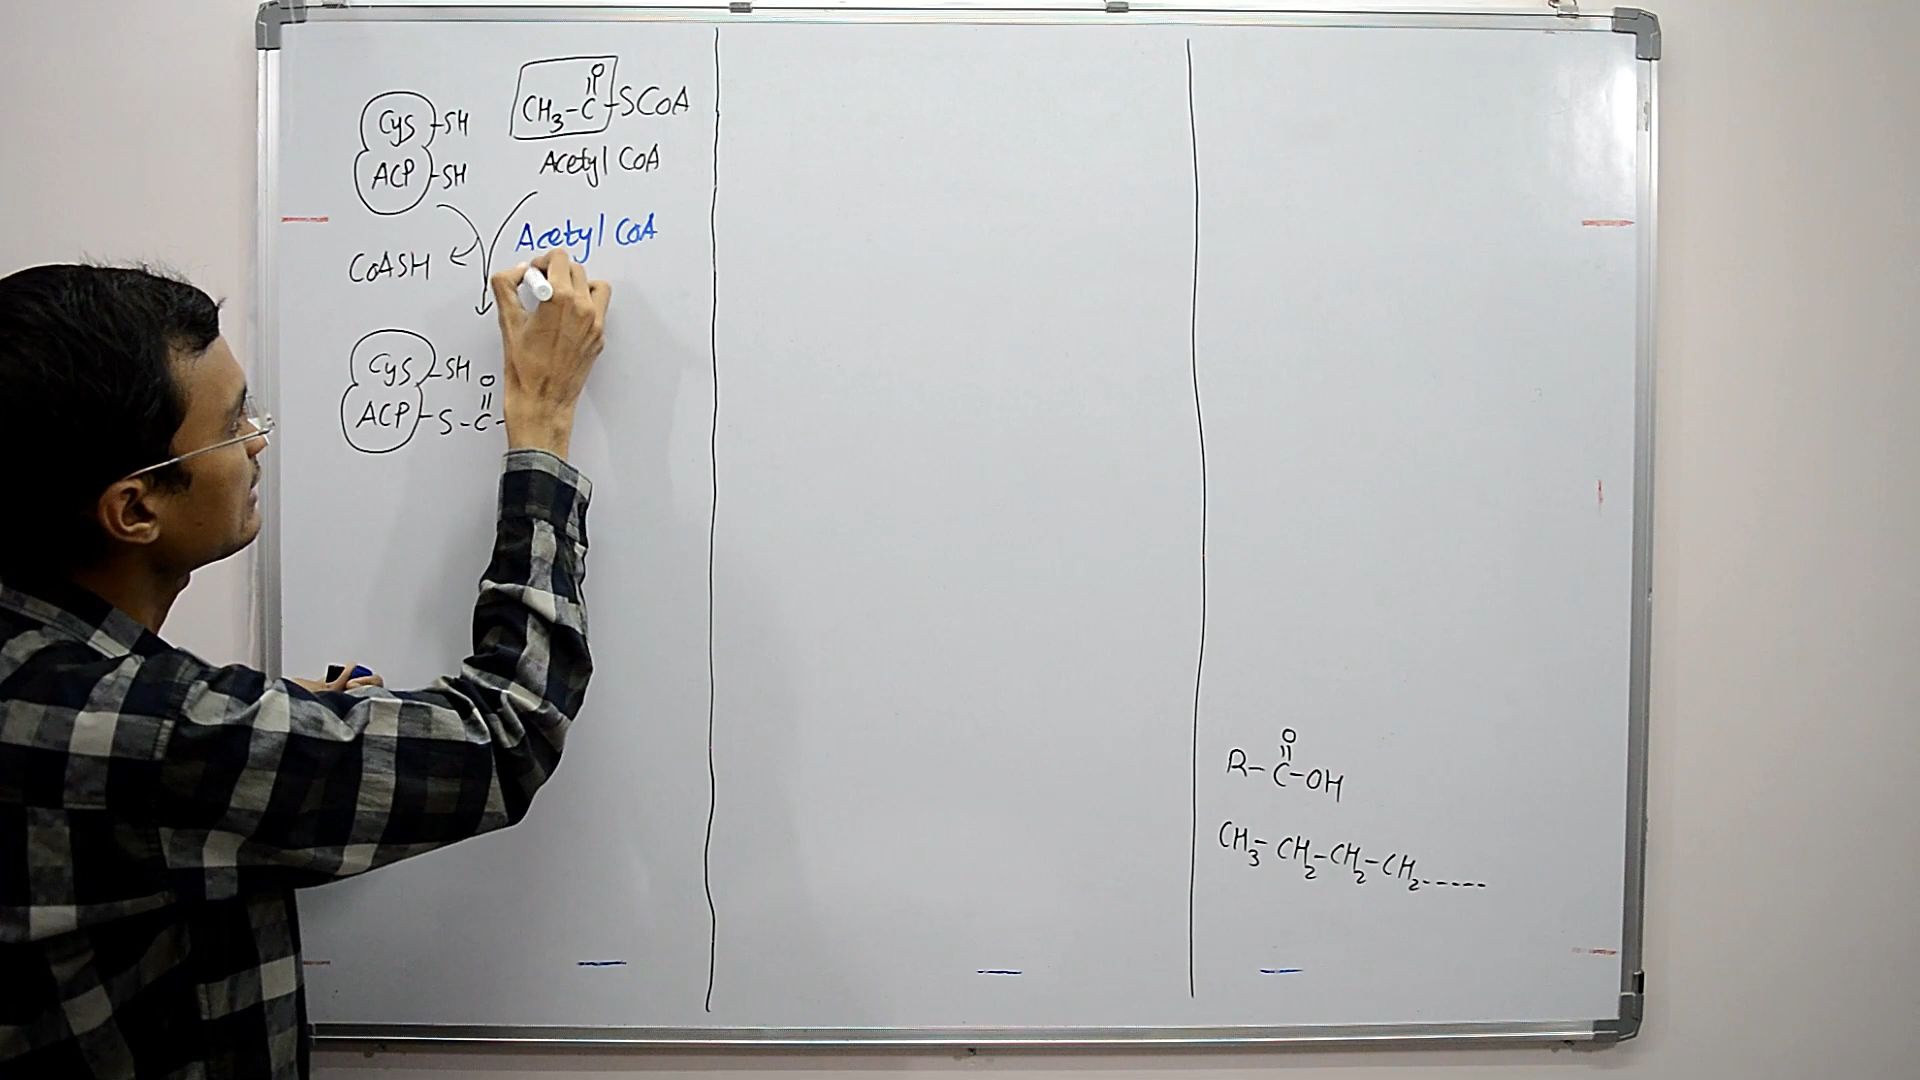 O
||
Cys -SH CH3-C-SCoA
ACP -SH Acetyl CoA
Acetyl CoA
CoASH
Cys -SH O
||
ACP -S-C-
O
||
R-C-OH
CH3-CH2-CH2-CH2-----